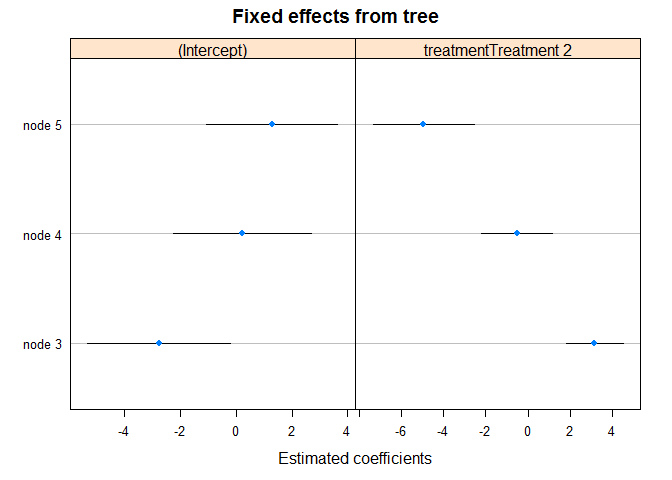 Fixed effects from tree
(Intercept) treatmentTreatment 2
node 5
node 4
node 3
-4 -2 0 2 4 -6 -4 -2 0 2 4
Estimated coefficients